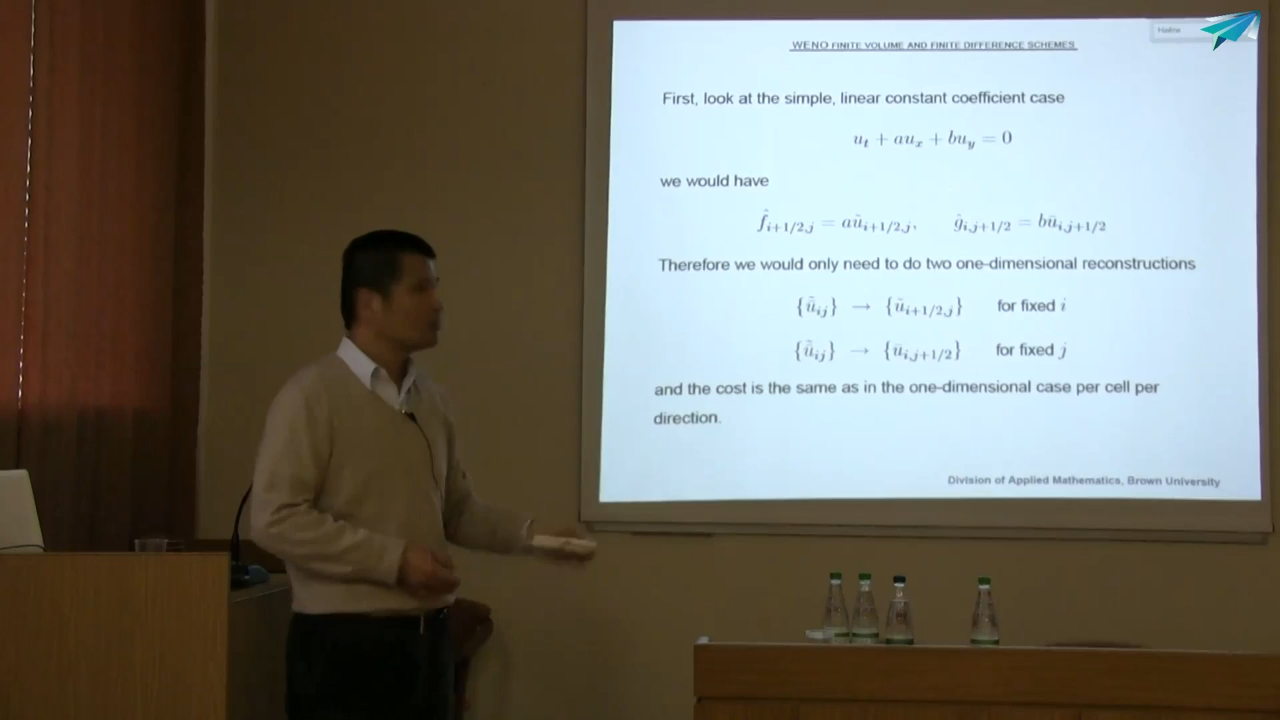 WENO FINITE VOLUME AND FINITE DIFFERENCE SCHEMES
First, look at the simple, linear constant coefficient case
u_t + au_x + bu_y = 0
we would have
f̂_{i+1/2,j} = aũ_{i+1/2,j}, ĝ_{i,j+1/2} = bū_{i,j+1/2}
Therefore we would only need to do two one-dimensional reconstructions
{ū̃_{ij}} → {ũ_{i+1/2,j}} for fixed i
{ū̃_{ij}} → {ū_{i,j+1/2}} for fixed j
and the cost is the same as in the one-dimensional case per cell per
direction.
Division of Applied Mathematics, Brown University